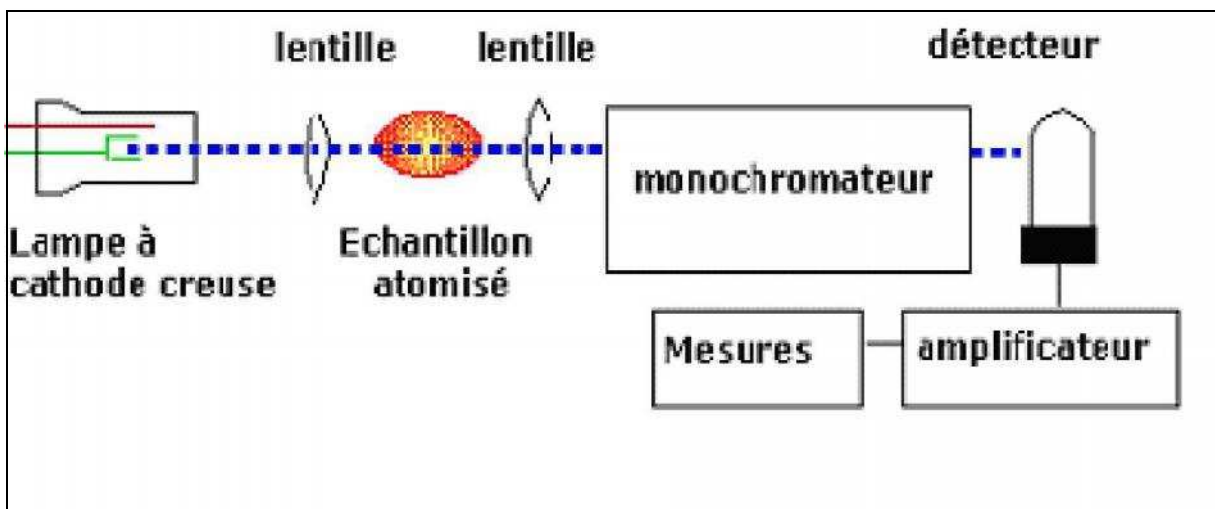 lentille
lentille
détecteur
monochromateur
Lampe à
cathode creuse
Echantillon
atomisé
Mesures
amplificateur